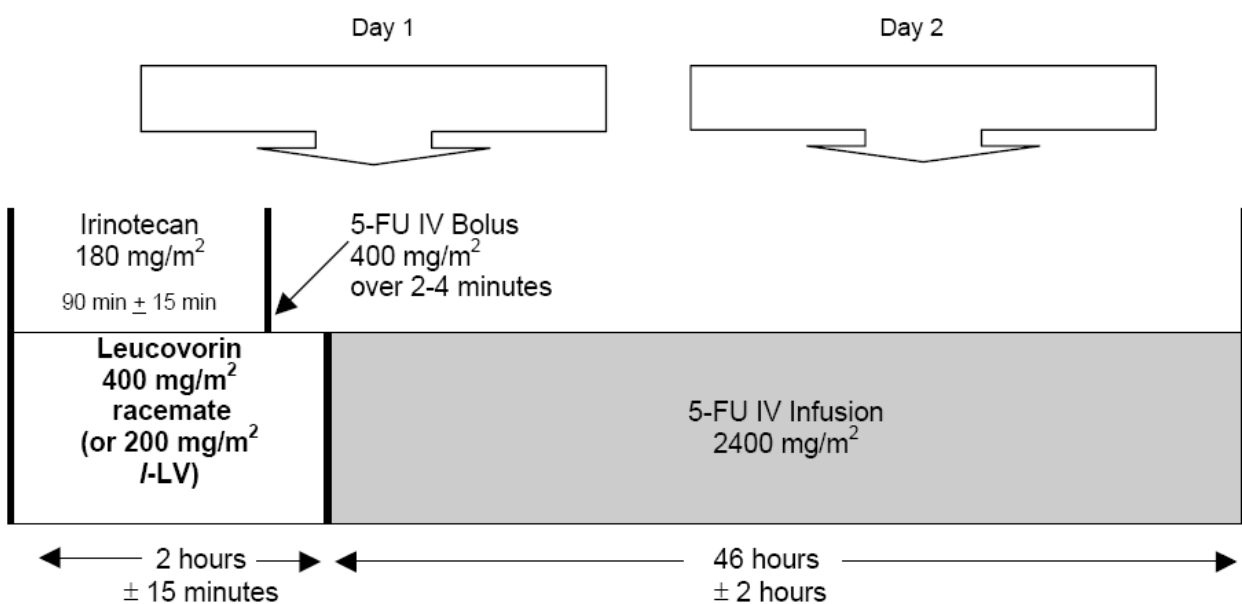 Day 1
Day 2
Irinotecan
180 mg/m²
90 min ± 15 min
5-FU IV Bolus
400 mg/m²
over 2-4 minutes
Leucovorin
400 mg/m²
racemate
(or 200 mg/m²
l-LV)
5-FU IV Infusion
2400 mg/m²
2 hours
± 15 minutes
46 hours
± 2 hours